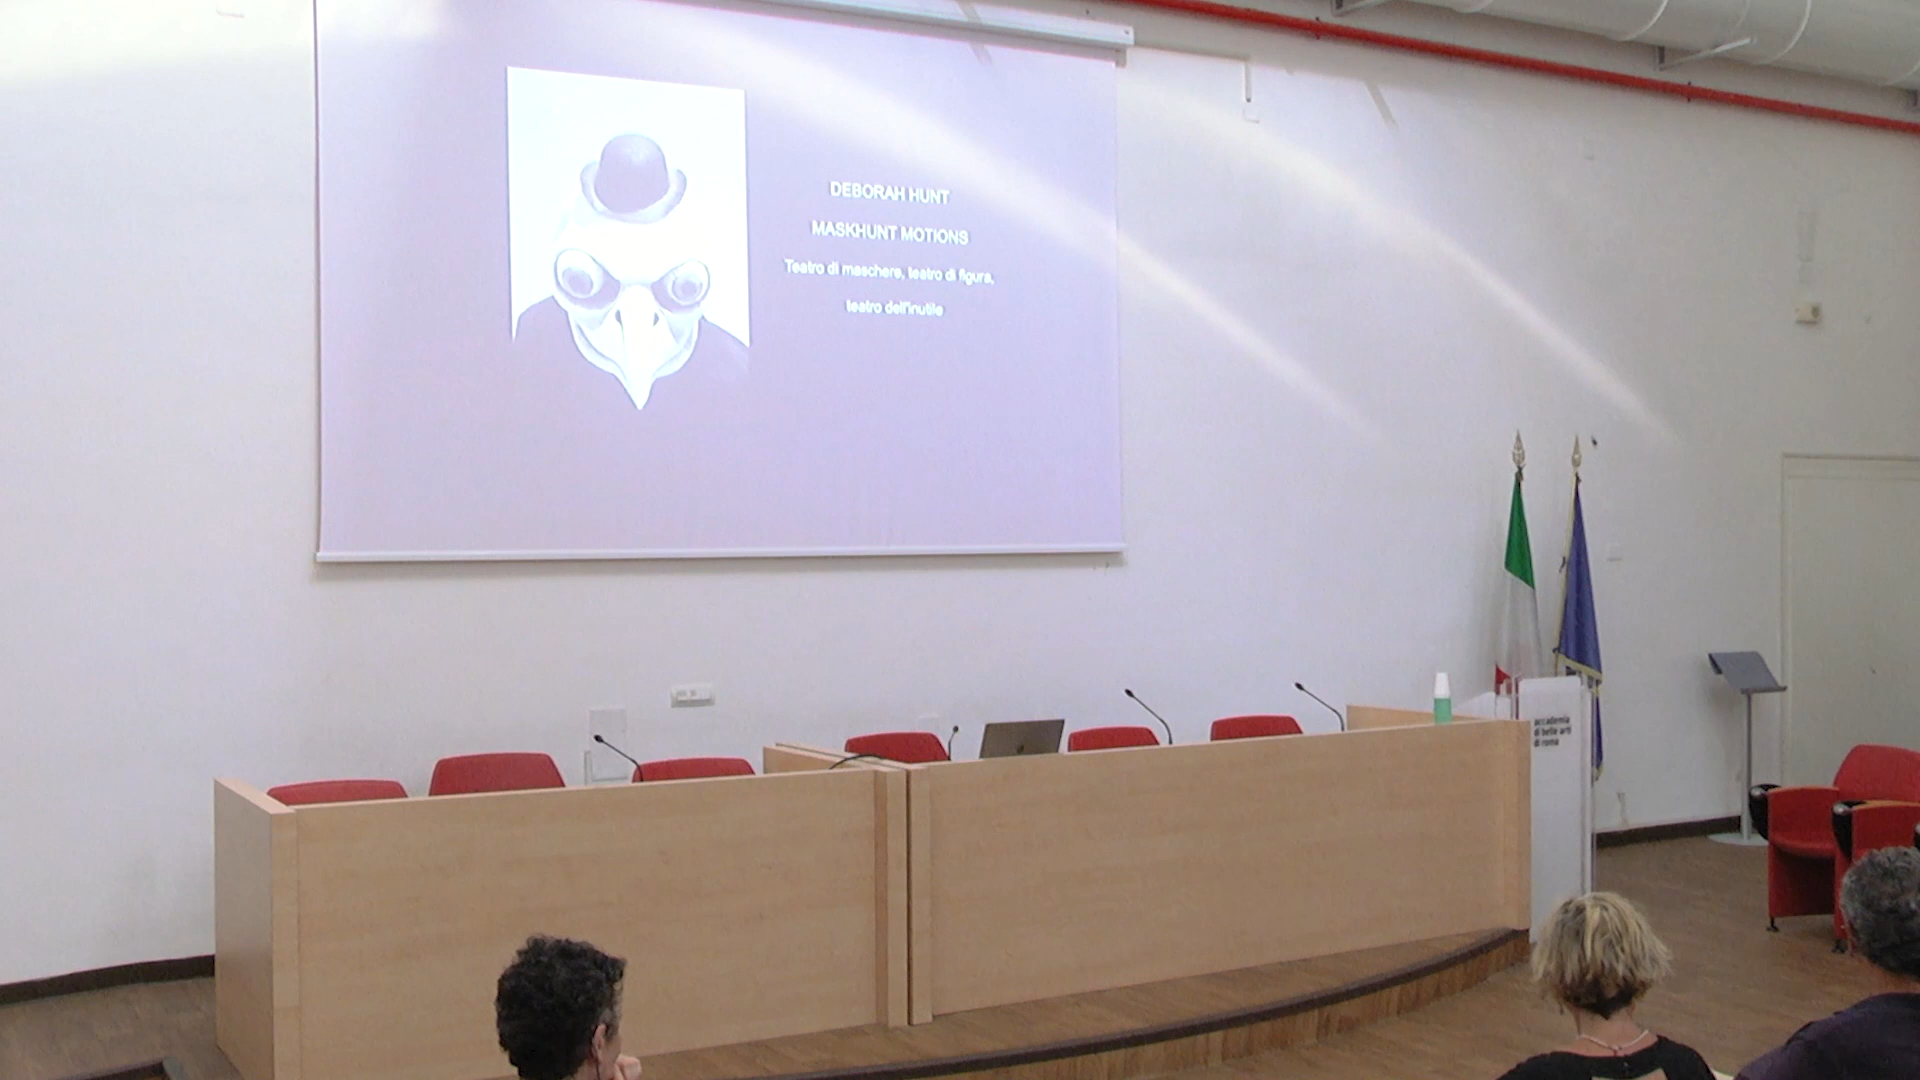 DEBORAH HUNT
MASKHUNT MOTIONS
Teatro di maschere, teatro di figura,
teatro dell'inutile
accademia
di belle arti
di roma